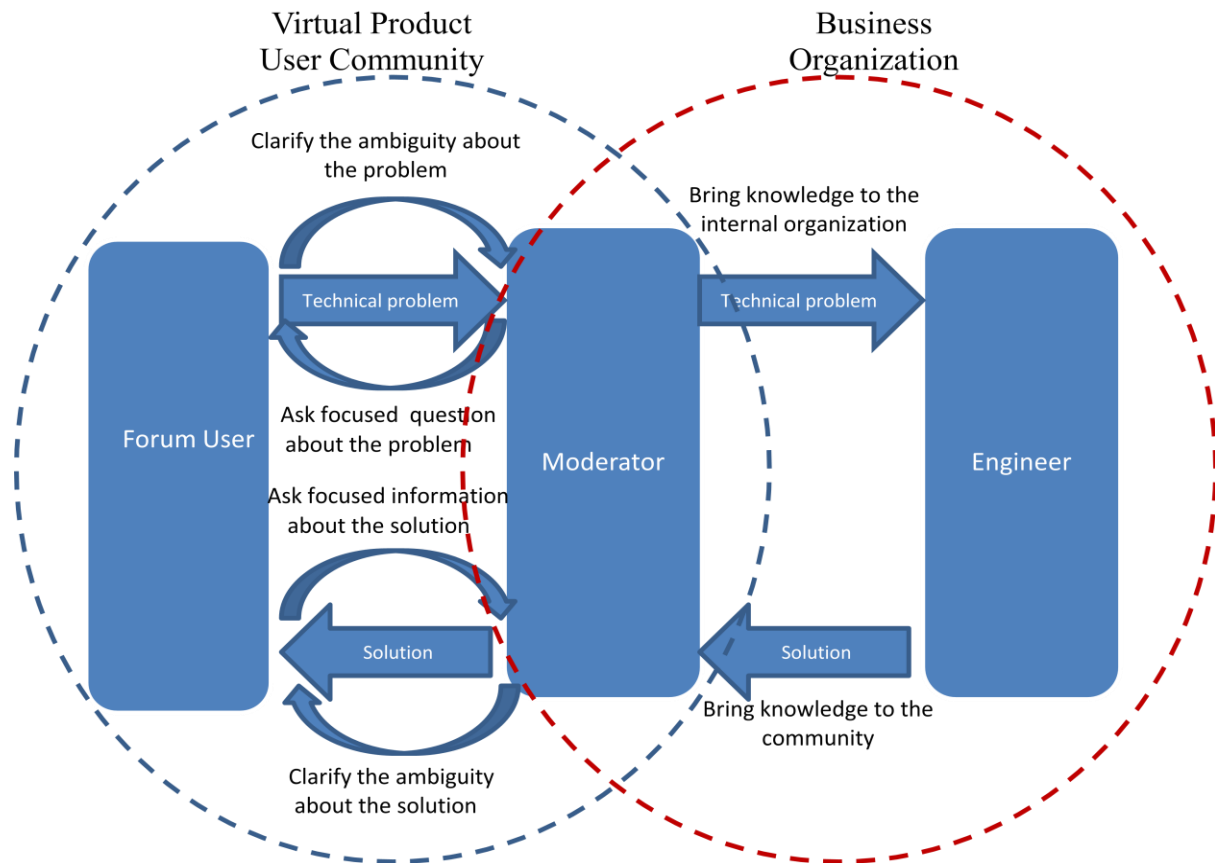 Virtual Product
User Community
Business
Organization
Clarify the ambiguity about
the problem
Bring knowledge to the
internal organization
Technical problem
Technical problem
Ask focused question
about the problem
Forum User
Moderator
Engineer
Ask focused information
about the solution
Solution
Solution
Bring knowledge to the
community
Clarify the ambiguity
about the solution